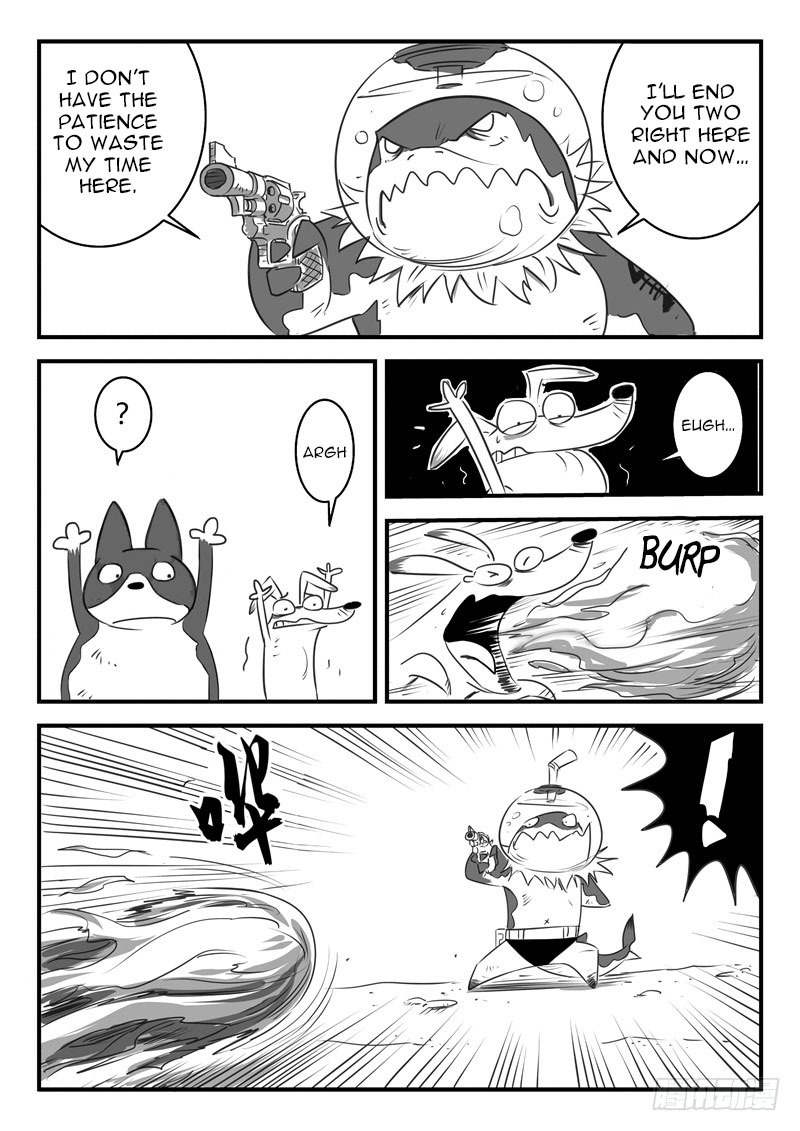 I DON'T
HAVE THE
PATIENCE
TO WASTE
MY TIME
HERE.
I'LL END
YOU TWO
RIGHT HERE
AND NOW...
?
ARGH
EUGH...
BURP
!